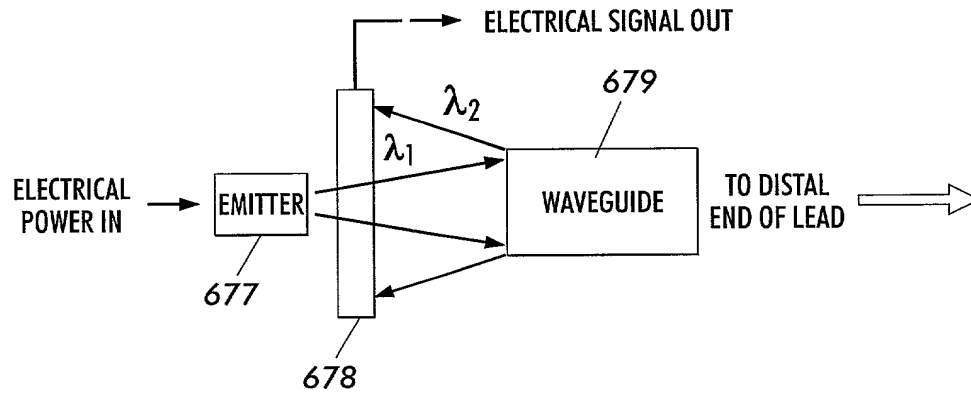 ELECTRICAL SIGNAL OUT
679
λ2
λ1
ELECTRICAL
POWER IN
EMITTER
WAVEGUIDE
TO DISTAL
END OF LEAD
677
678